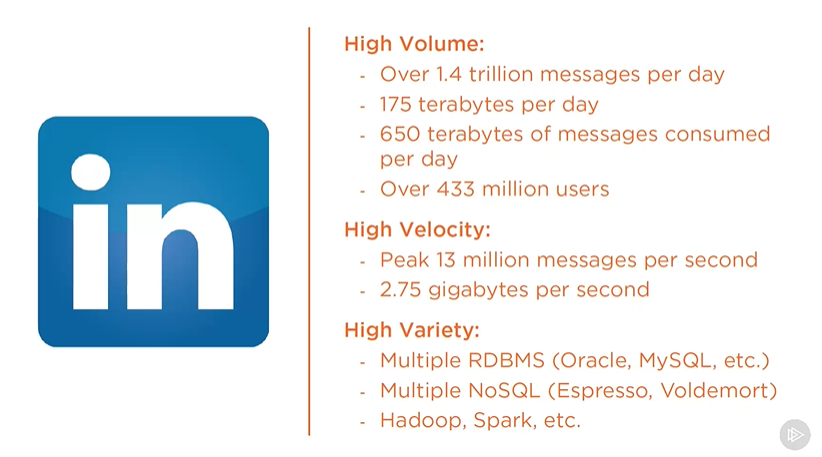 in
High Volume:
- Over 1.4 trillion messages per day
- 175 terabytes per day
- 650 terabytes of messages consumed
per day
- Over 433 million users
High Velocity:
- Peak 13 million messages per second
- 2.75 gigabytes per second
High Variety:
- Multiple RDBMS (Oracle, MySQL, etc.)
- Multiple NoSQL (Espresso, Voldemort)
- Hadoop, Spark, etc.